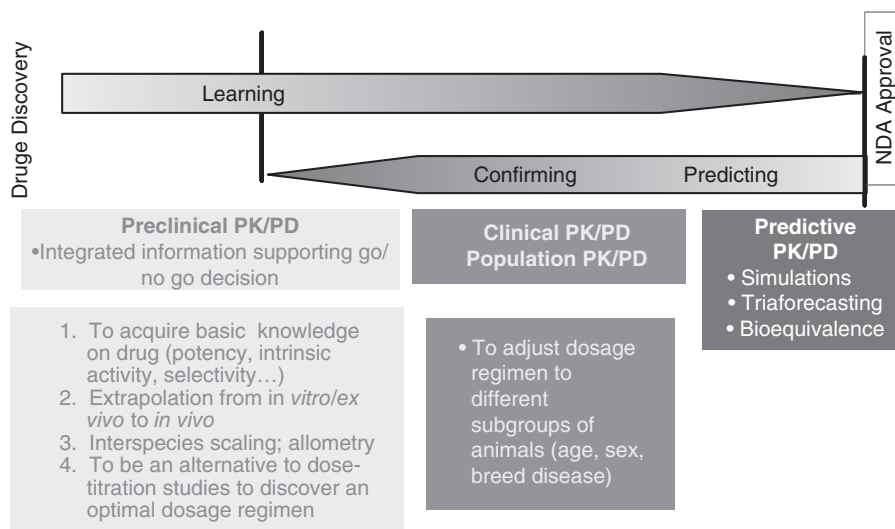 Druge Discovery
Learning
NDA Approval
Confirming
Predicting
Preclinical PK/PD
•Integrated information supporting go/
no go decision
Clinical PK/PD
Population PK/PD
Predictive
PK/PD
• Simulations
• Triaforecasting
• Bioequivalence
1. To acquire basic knowledge
on drug (potency, intrinsic
activity, selectivity…)
2. Extrapolation from in vitro/ex
vivo to in vivo
3. Interspecies scaling; allometry
4. To be an alternative to dose-
titration studies to discover an
optimal dosage regimen
• To adjust dosage
regimen to
different
subgroups of
animals (age, sex,
breed disease)